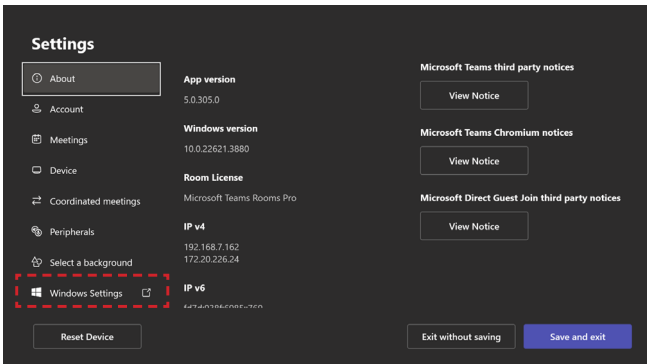 Settings
About
Account
Meetings
Device
Coordinated meetings
Peripherals
Select a background
Windows Settings
Reset Device
App version
5.0.305.0
Windows version
10.0.22621.3880
Room License
Microsoft Teams Rooms Pro
IP v4
192.168.7.162
172.20.226.24
IP v6
Microsoft Teams third party notices
View Notice
Microsoft Teams Chromium notices
View Notice
Microsoft Direct Guest Join third party notices
View Notice
Exit without saving
Save and exit